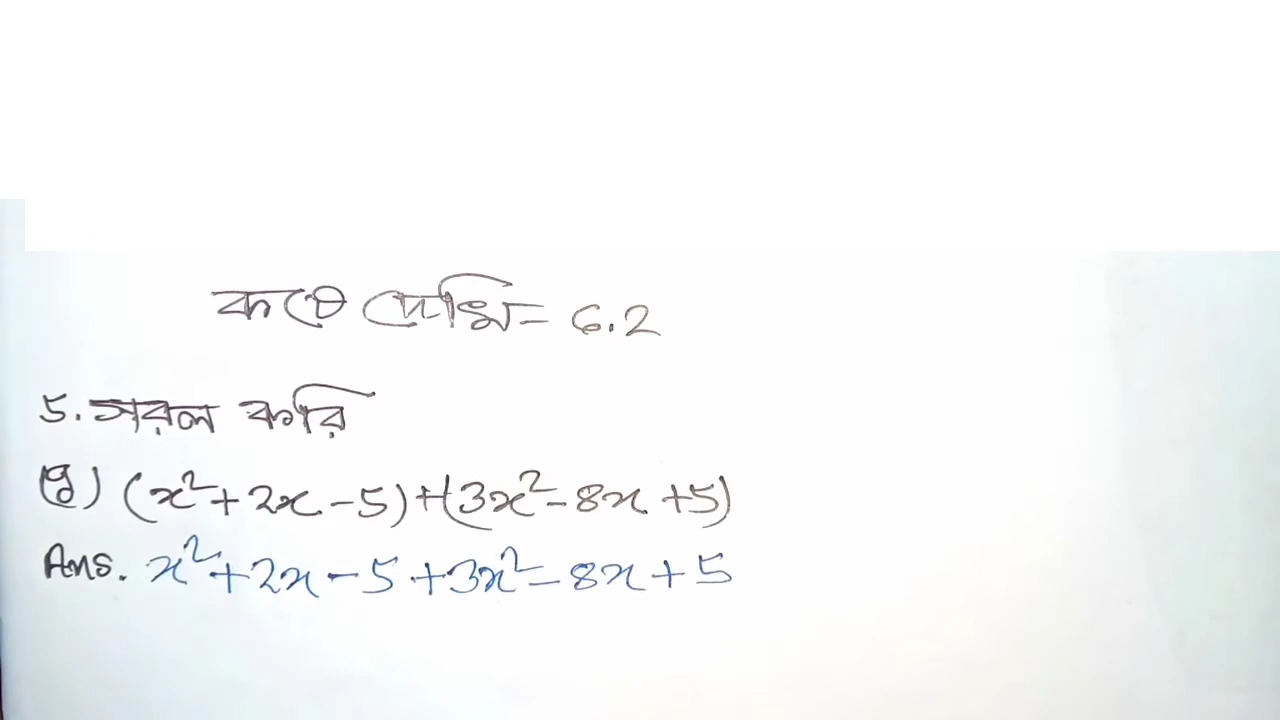 কষে দেখি= 6.2
5. সরল করি
(g) (x²+2x-5)+(3x²-8x+5)
Ans. x²+2x-5+3x²-8x+5